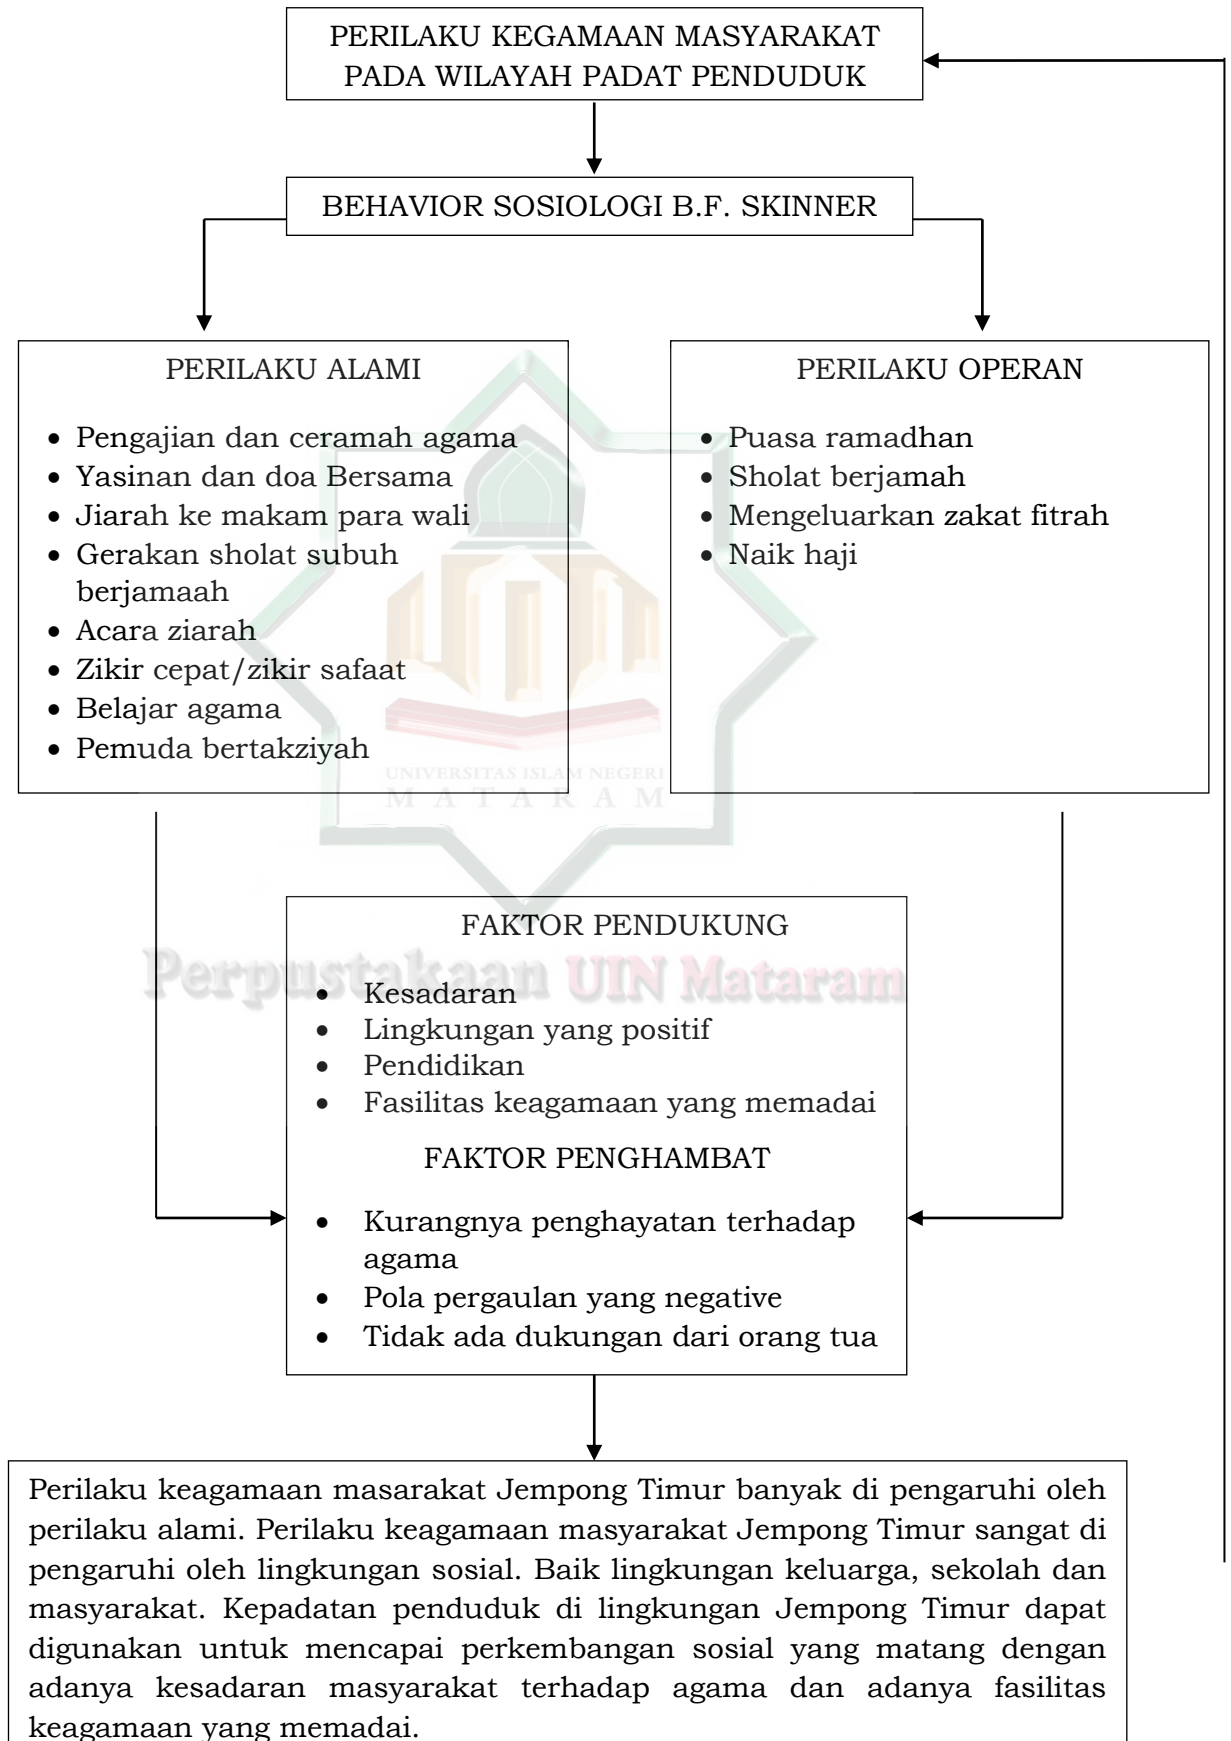 PERILAKU KEGAMAAN MASYARAKAT
PADA WILAYAH PADAT PENDUDUK
BEHAVIOR SOSIOLOGI B.F. SKINNER
PERILAKU ALAMI
• Pengajian dan ceramah agama
• Yasinan dan doa Bersama
• Jiarah ke makam para wali
• Gerakan sholat subuh
berjamaah
• Acara ziarah
• Zikir cepat/zikir safaat
• Belajar agama
• Pemuda bertakziyah
PERILAKU OPERAN
• Puasa ramadhan
• Sholat berjamah
• Mengeluarkan zakat fitrah
• Naik haji
UNIVERSITAS ISLAM NEGERI
MATARAM
Perpustakaan UIN Mataram
FAKTOR PENDUKUNG
• Kesadaran
• Lingkungan yang positif
• Pendidikan
• Fasilitas keagamaan yang memadai
FAKTOR PENGHAMBAT
• Kurangnya penghayatan terhadap
agama
• Pola pergaulan yang negative
• Tidak ada dukungan dari orang tua
Perilaku keagamaan masarakat Jempong Timur banyak di pengaruhi oleh
perilaku alami. Perilaku keagamaan masyarakat Jempong Timur sangat di
pengaruhi oleh lingkungan sosial. Baik lingkungan keluarga, sekolah dan
masyarakat. Kepadatan penduduk di lingkungan Jempong Timur dapat
digunakan untuk mencapai perkembangan sosial yang matang dengan
adanya kesadaran masyarakat terhadap agama dan adanya fasilitas
keagamaan yang memadai.